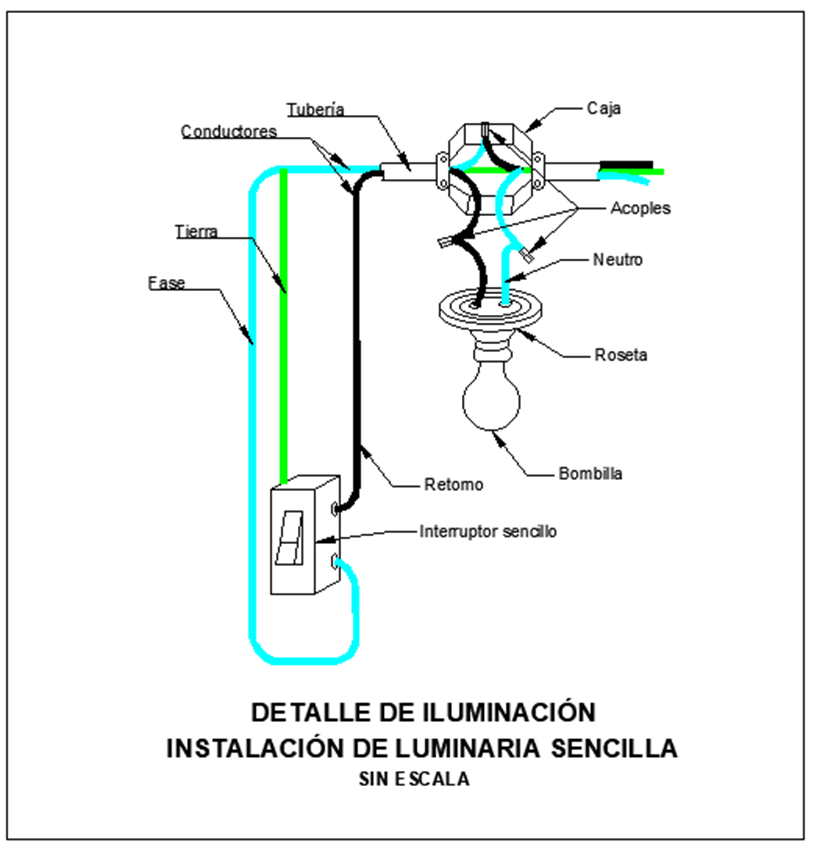 Tubería
Caja
Conductores
Acoples
Tierra
Neutro
Fase
Roseta
Bombilla
Retorno
Interruptor sencillo
DETALLE DE ILUMINACIÓN
INSTALACIÓN DE LUMINARIA SENCILLA
SIN ESCALA